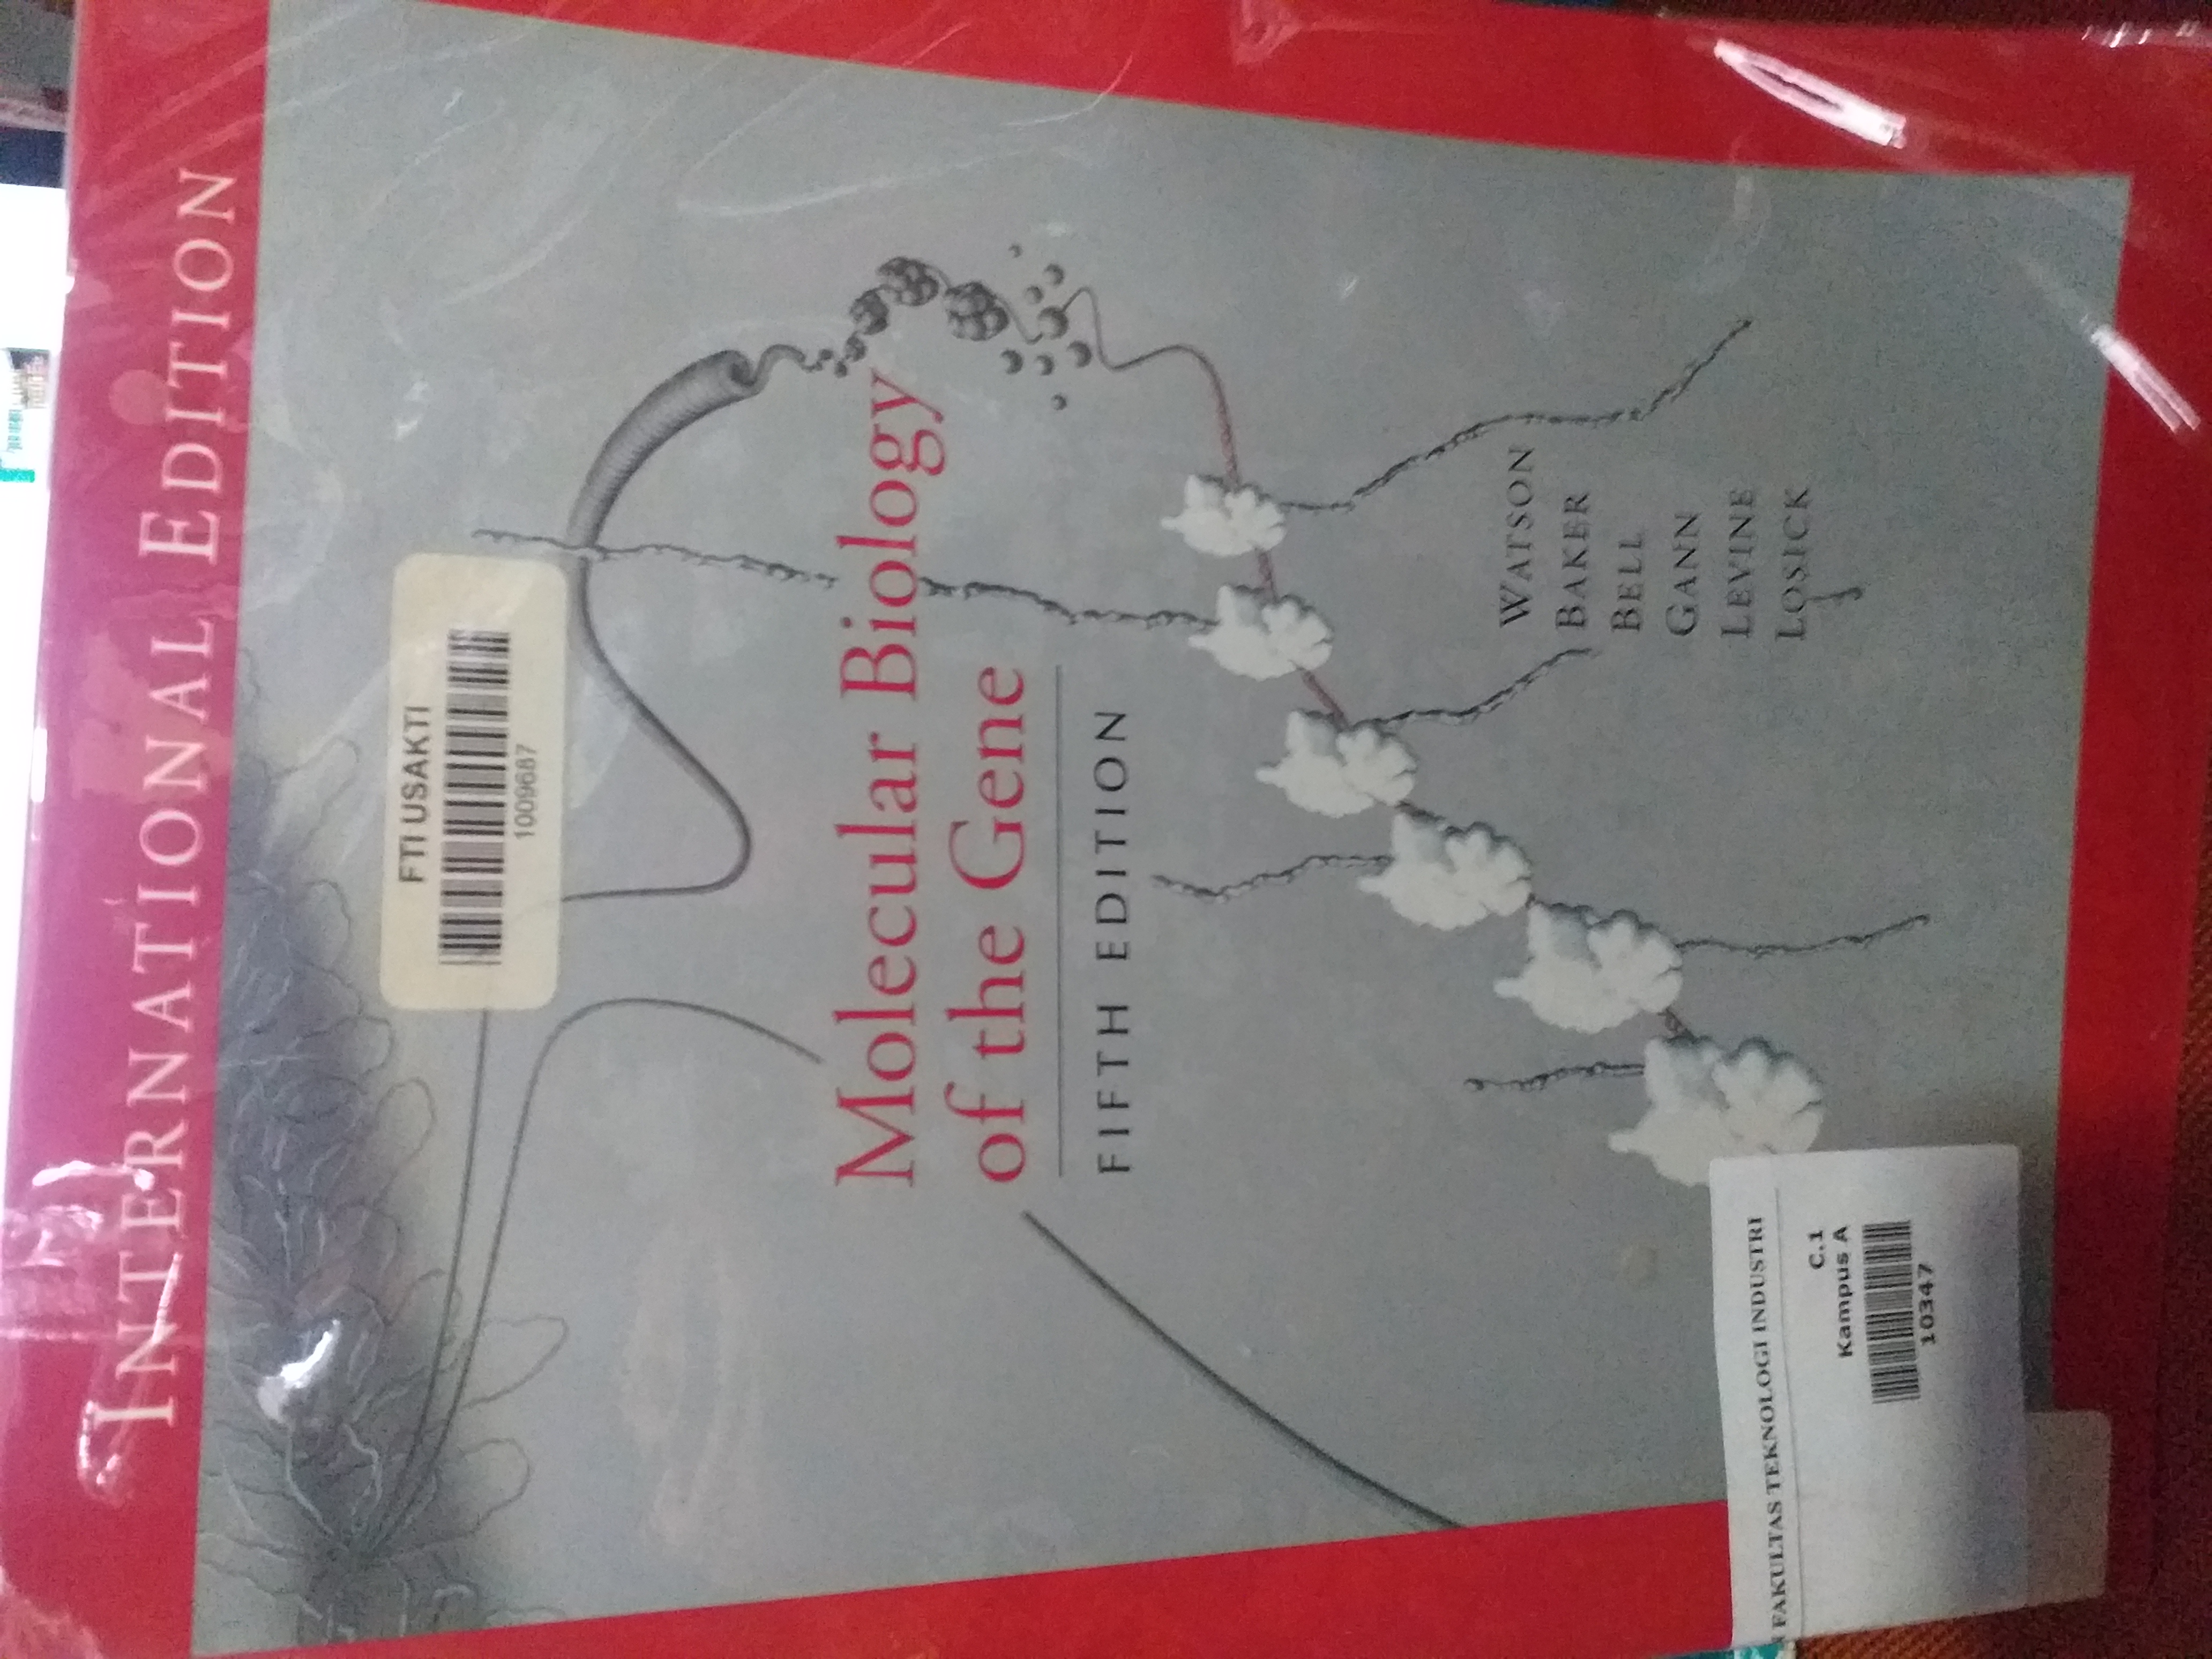 INTERNATIONAL EDITION
FTI USAKTI
1009687
Molecular Biology
of the Gene
FIFTH EDITION
WATSON
BAKER
BELL
GANN
LEVINE
LOSICK
FAKULTAS TEKNOLOGI INDUSTRI
C.1
Kampus A
10347